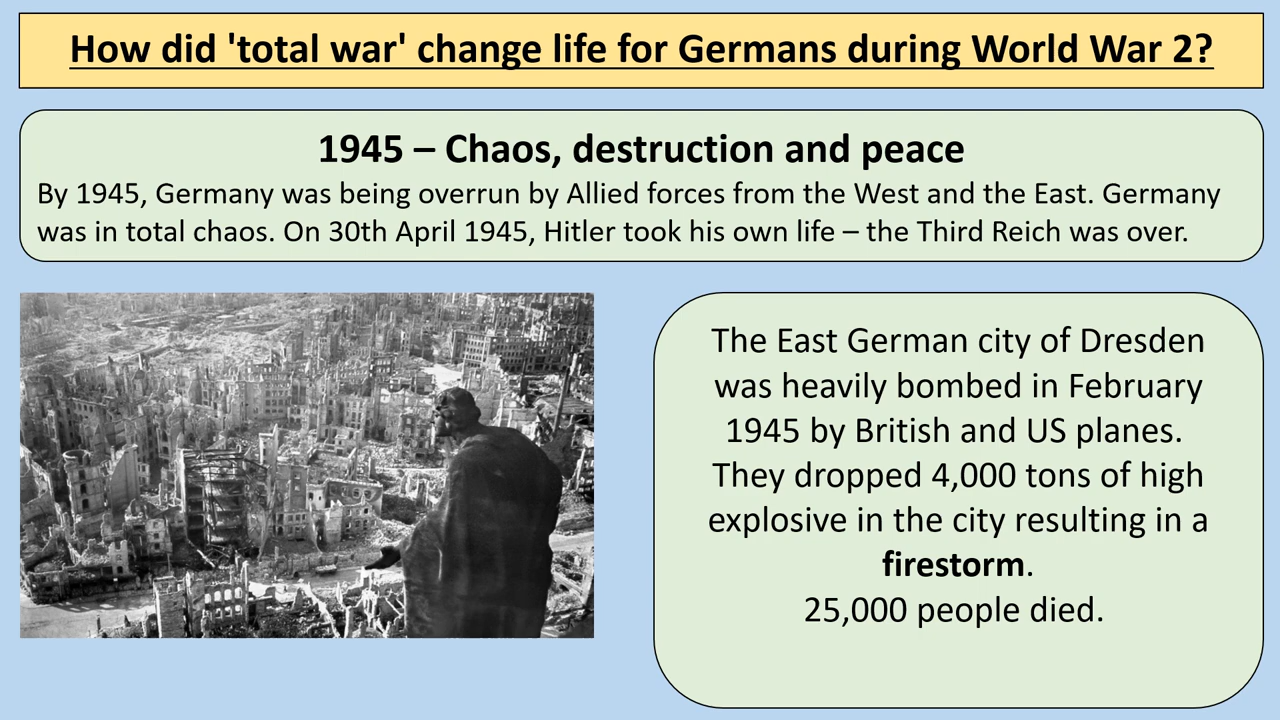 How did 'total war' change life for Germans during World War 2?
1945 – Chaos, destruction and peace
By 1945, Germany was being overrun by Allied forces from the West and the East. Germany
was in total chaos. On 30th April 1945, Hitler took his own life – the Third Reich was over.
The East German city of Dresden
was heavily bombed in February
1945 by British and US planes.
They dropped 4,000 tons of high
explosive in the city resulting in a
firestorm.
25,000 people died.